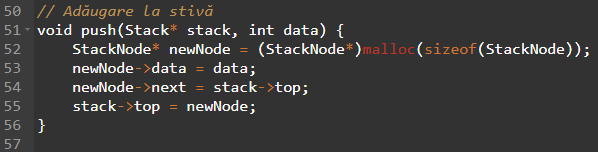 50 // Adăugare la stivă
51 void push(Stack* stack, int data) {
52     StackNode* newNode = (StackNode*)malloc(sizeof(StackNode));
53     newNode->data = data;
54     newNode->next = stack->top;
55     stack->top = newNode;
56 }
57